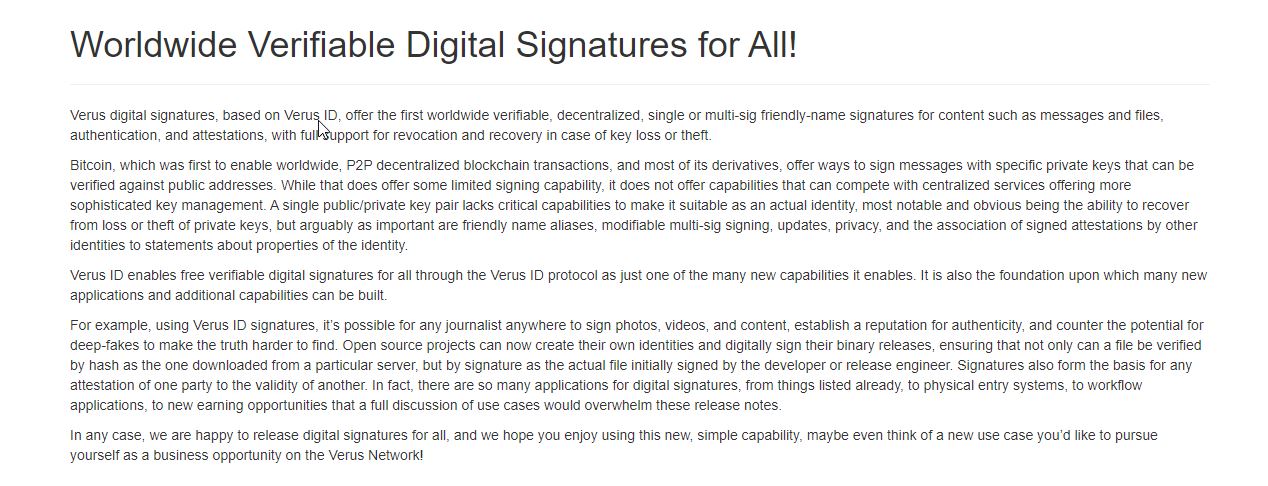 Worldwide Verifiable Digital Signatures for All!
Verus digital signatures, based on Verus ID, offer the first worldwide verifiable, decentralized, single or multi-sig friendly-name signatures for content such as messages and files,
authentication, and attestations, with full support for revocation and recovery in case of key loss or theft.
Bitcoin, which was first to enable worldwide, P2P decentralized blockchain transactions, and most of its derivatives, offer ways to sign messages with specific private keys that can be
verified against public addresses. While that does offer some limited signing capability, it does not offer capabilities that can compete with centralized services offering more
sophisticated key management. A single public/private key pair lacks critical capabilities to make it suitable as an actual identity, most notable and obvious being the ability to recover
from loss or theft of private keys, but arguably as important are friendly name aliases, modifiable multi-sig signing, updates, privacy, and the association of signed attestations by other
identities to statements about properties of the identity.
Verus ID enables free verifiable digital signatures for all through the Verus ID protocol as just one of the many new capabilities it enables. It is also the foundation upon which many new
applications and additional capabilities can be built.
For example, using Verus ID signatures, it’s possible for any journalist anywhere to sign photos, videos, and content, establish a reputation for authenticity, and counter the potential for
deep-fakes to make the truth harder to find. Open source projects can now create their own identities and digitally sign their binary releases, ensuring that not only can a file be verified
by hash as the one downloaded from a particular server, but by signature as the actual file initially signed by the developer or release engineer. Signatures also form the basis for any
attestation of one party to the validity of another. In fact, there are so many applications for digital signatures, from things listed already, to physical entry systems, to workflow
applications, to new earning opportunities that a full discussion of use cases would overwhelm these release notes.
In any case, we are happy to release digital signatures for all, and we hope you enjoy using this new, simple capability, maybe even think of a new use case you’d like to pursue
yourself as a business opportunity on the Verus Network!